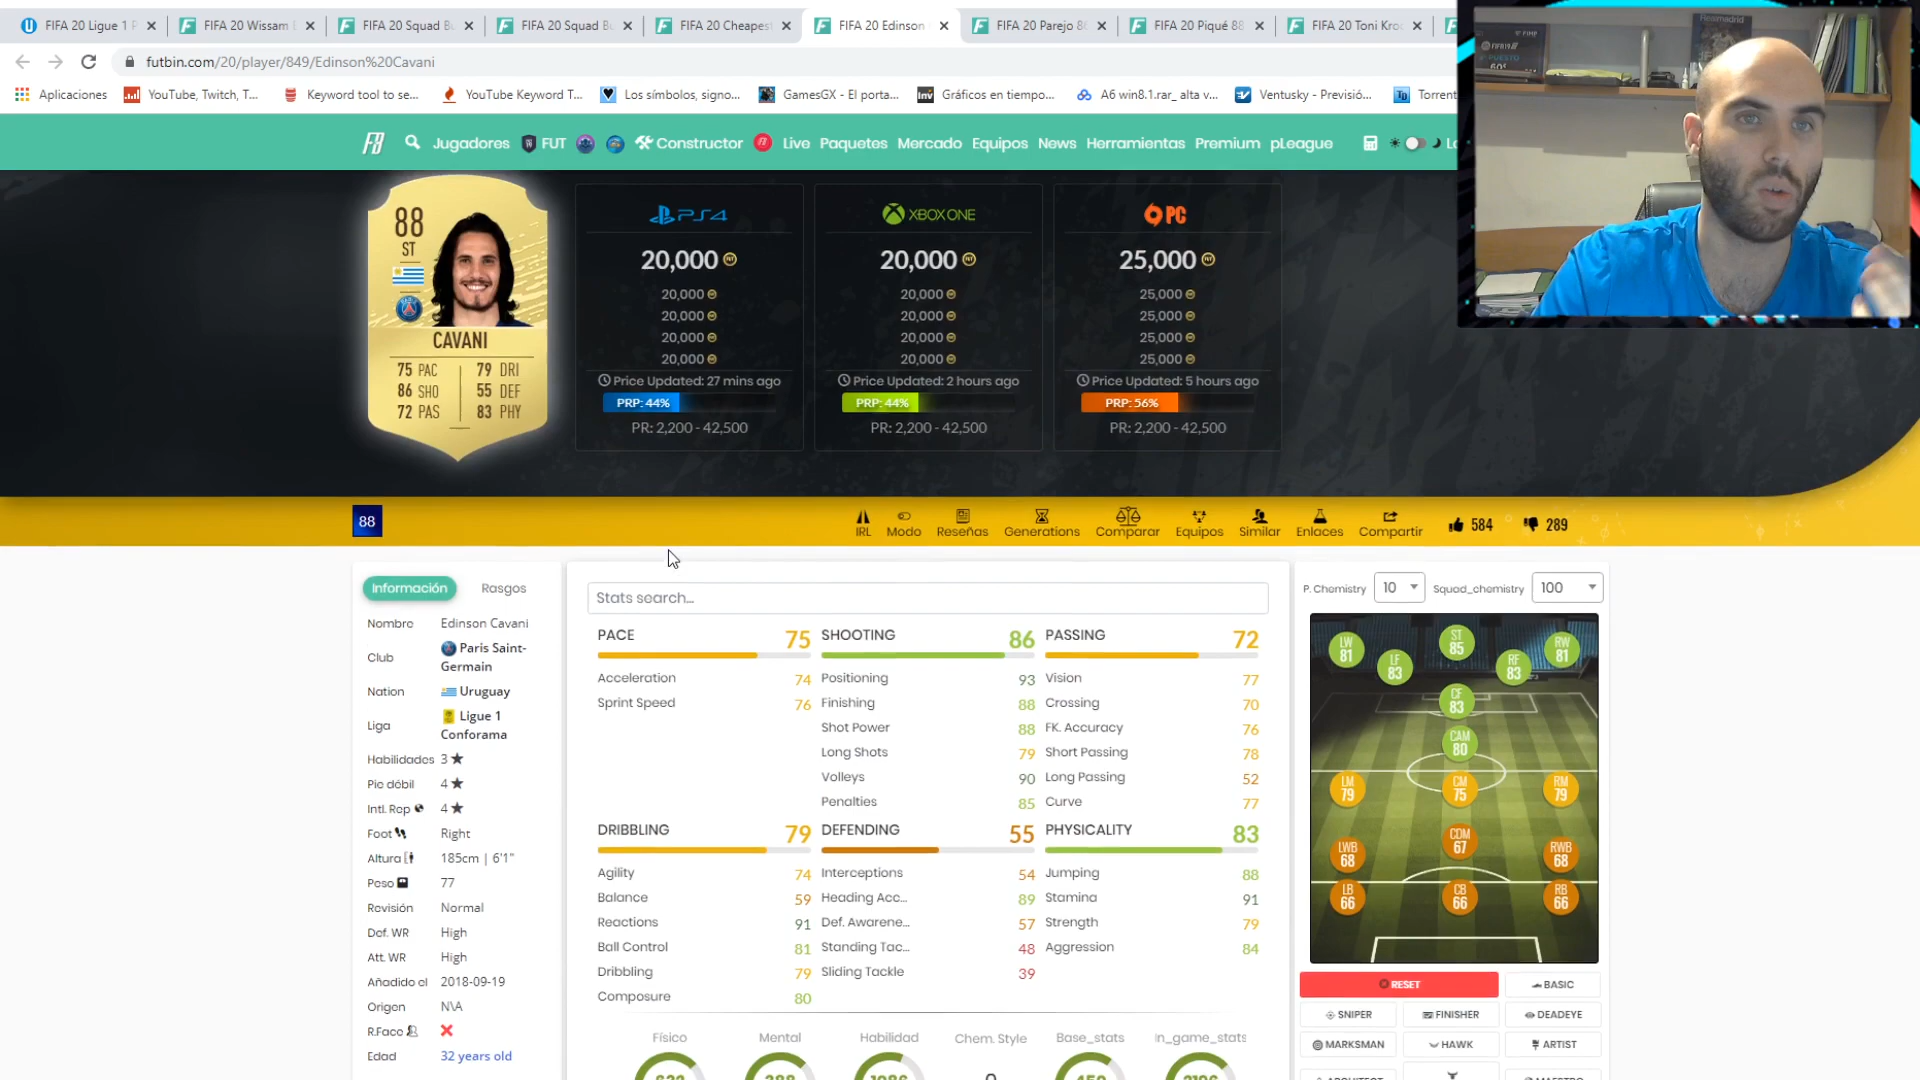 FIFA 20 Ligue 1 P
FIFA 20 Wissam
FIFA 20 Squad Bu
FIFA 20 Squad Bu
FIFA 20 Cheapest
FIFA 20 Edinson
FIFA 20 Parejo 86
FIFA 20 Piqué 88
FIFA 20 Toni Kroo
futbin.com/20/player/849/Edinson%20Cavani
Aplicaciones
YouTube, Twitch, T...
Keyword tool to se...
YouTube Keyword T...
Los símbolos, signo...
GamesGX - El porta...
Gráficos en tiempo...
A6 win8.1.rar_ alta v...
Ventusky - Previsió...
Torrent
Jugadores FUT Constructor Live Paquetes Mercado Equipos News Herramientas Premium pLeague
88
ST
CAVANI
75 PAC 79 DRI
86 SHO 55 DEF
72 PAS 83 PHY
PS4
20,000
20,000
20,000
20,000
20,000
Price Updated: 27 mins ago
PRP: 44%
PR: 2,200 - 42,500
XBOX ONE
20,000
20,000
20,000
20,000
20,000
Price Updated: 2 hours ago
PRP: 44%
PR: 2,200 - 42,500
PC
25,000
25,000
25,000
25,000
25,000
Price Updated: 5 hours ago
PRP: 56%
PR: 2,200 - 42,500
88
IRL Modo Reseñas Generations Comparar Equipos Similar Enlaces Compartir 584 289
Información Rasgos
Nombre Edinson Cavani
Club Paris Saint-
Germain
Nation Uruguay
Liga Ligue 1
Conforama
Habilidades 3
Pie débil 4
Intl. Rep 4
Foot Right
Altura 185cm | 6'1"
Peso 77
Revisión Normal
Def. WR High
Att. WR High
Añadido el 2018-09-19
Origen N\A
R.Face
Edad 32 years old
Stats search...
PACE 75
Acceleration 74
Sprint Speed 76
SHOOTING 86
Positioning 93
Finishing 88
Shot Power 88
Long Shots 79
Volleys 90
Penalties 85
PASSING 72
Vision 77
Crossing 70
FK. Accuracy 76
Short Passing 78
Long Passing 52
Curve 77
DRIBBLING 79
Agility 74
Balance 59
Reactions 91
Ball Control 81
Dribbling 79
Composure 80
DEFENDING 55
Interceptions 54
Heading Acc... 89
Def. Awarene... 57
Standing Tac... 48
Sliding Tackle 39
PHYSICALITY 83
Jumping 88
Stamina 91
Strength 79
Aggression 84
Físico Mental Habilidad Chem. Style Base_stats In_game_stats
P. Chemistry 10 Squad_chemistry 100
LW 81
ST 85
RW 81
LF 83
RF 83
CF 83
CAM 80
LM 79
CM 75
RM 79
LWB 68
CDM 67
RWB 68
LB 66
CB 66
RB 66
RESET BASIC
SNIPER FINISHER DEADEYE
MARKSMAN HAWK ARTIST